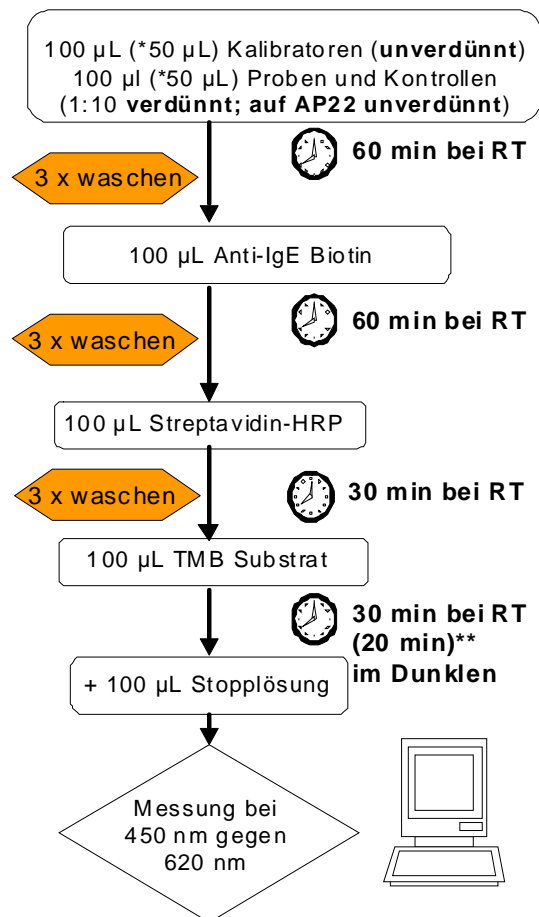 100 µL (*50 µL) Kalibratoren (unverdünnt)
100 µl (*50 µL) Proben und Kontrollen
(1:10 verdünnt; auf AP22 unverdünnt)
60 min bei RT
3 x waschen
100 µL Anti-IgE Biotin
60 min bei RT
3 x waschen
100 µL Streptavidin-HRP
30 min bei RT
3 x waschen
100 µL TMB Substrat
30 min bei RT
(20 min)**
im Dunklen
+ 100 µL Stopplösung
Messung bei
450 nm gegen
620 nm